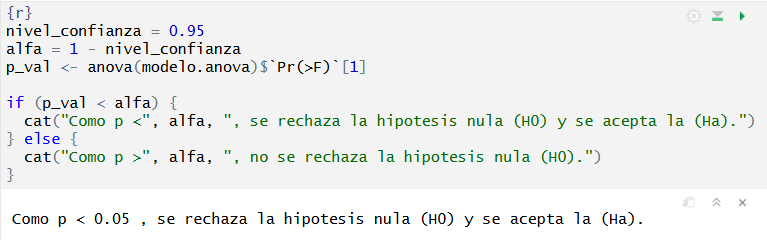 {r}
nivel_confianza = 0.95
alfa = 1 - nivel_confianza
p_val <- anova(modelo.anova)$`Pr(>F)`[1]
if (p_val < alfa) {
  cat("Como p <", alfa, ", se rechaza la hipotesis nula (H0) y se acepta la (Ha).")
} else {
  cat("Como p >", alfa, ", no se rechaza la hipotesis nula (H0).")
}
Como p < 0.05 , se rechaza la hipotesis nula (H0) y se acepta la (Ha).